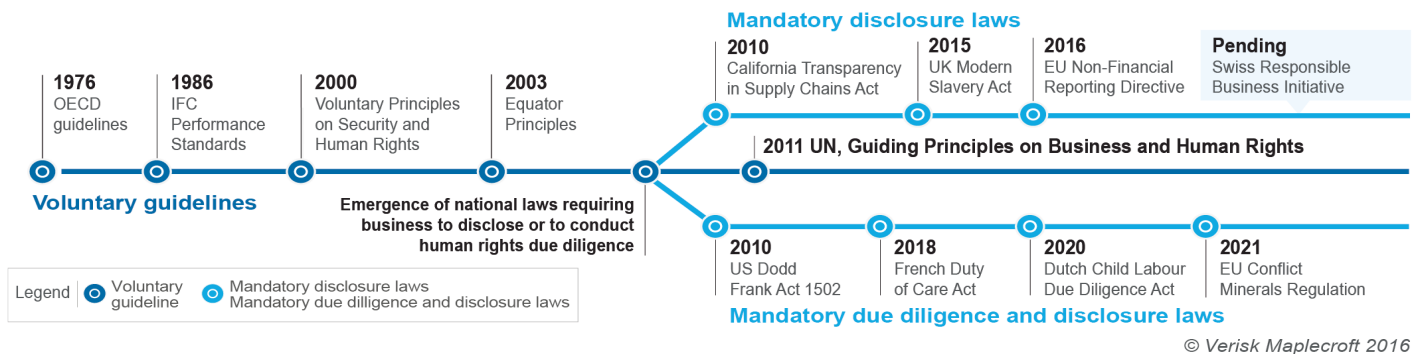 Mandatory disclosure laws
2010
California Transparency
in Supply Chains Act
2015
UK Modern
Slavery Act
2016
EU Non-Financial
Reporting Directive
Pending
Swiss Responsible
Business Initiative
1976
OECD
guidelines
1986
IFC
Performance
Standards
2000
Voluntary Principles
on Security and
Human Rights
2003
Equator
Principles
2011 UN, Guiding Principles on Business and Human Rights
Voluntary guidelines
Emergence of national laws requiring
business to disclose or to conduct
human rights due diligence
2010
US Dodd
Frank Act 1502
2018
French Duty
of Care Act
2020
Dutch Child Labour
Due Diligence Act
2021
EU Conflict
Minerals Regulation
Mandatory due diligence and disclosure laws
Legend
Voluntary
guideline
Mandatory disclosure laws
Mandatory due dilligence and disclosure laws
© Verisk Maplecroft 2016